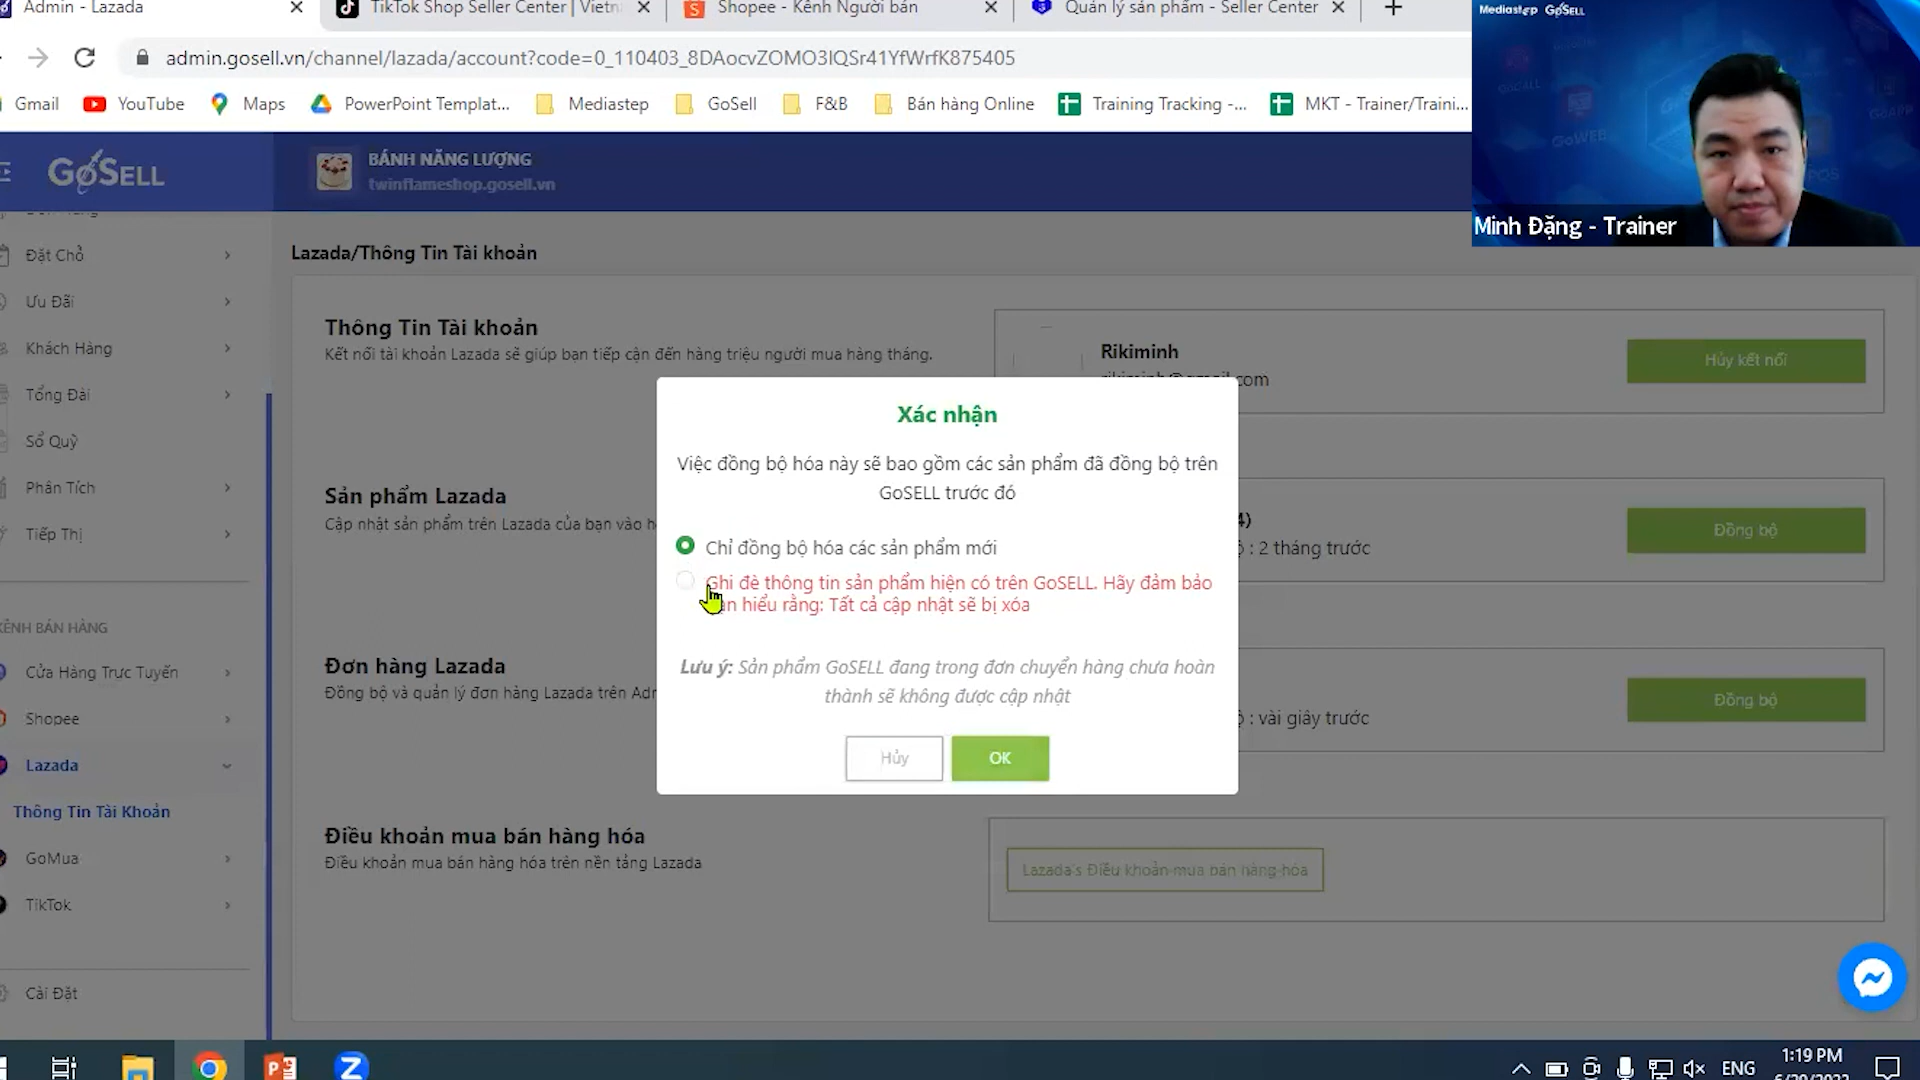 Admin - Lazada
TikTok Shop Seller Center | Vietn
Shopee - Kênh Người bán
Quản lý sản phẩm - Seller Center
Mediastep GoSELL
admin.gosell.vn/channel/lazada/account?code=0_110403_8DAocvZOMO3IQSr41YfWrfK875405
Gmail
YouTube
Maps
PowerPoint Templat...
Mediastep
GoSell
F&B
Bán hàng Online
Training Tracking -...
MKT - Trainer/Traini...
GoSELL
BÁNH NĂNG LƯỢNG
twinflameshop.gosell.vn
Minh Đặng - Trainer
Đặt Chỗ
Ưu Đãi
Khách Hàng
Tổng Đài
Sổ Quỹ
Phân Tích
Tiếp Thị
KÊNH BÁN HÀNG
Cửa Hàng Trực Tuyến
Shopee
Lazada
Thông Tin Tài Khoản
GoMua
TikTok
Cài Đặt
Lazada/Thông Tin Tài khoản
Thông Tin Tài khoản
Kết nối tài khoản Lazada sẽ giúp bạn tiếp cận đến hàng triệu người mua hàng tháng.
Rikiminh
rikiminh@gmail.com
Hủy kết nối
Sản phẩm Lazada
Cập nhật sản phẩm trên Lazada của bạn vào h
4)
: 2 tháng trước
Đồng bộ
Đơn hàng Lazada
Đồng bộ và quản lý đơn hàng Lazada trên Adr
: vài giây trước
Đồng bộ
Điều khoản mua bán hàng hóa
Điều khoản mua bán hàng hóa trên nền tảng Lazada
Lazada's Điều khoản mua bán hàng hóa
Xác nhận
Việc đồng bộ hóa này sẽ bao gồm các sản phẩm đã đồng bộ trên
GoSELL trước đó
Chỉ đồng bộ hóa các sản phẩm mới
Ghi đè thông tin sản phẩm hiện có trên GoSELL. Hãy đảm bảo
ạn hiểu rằng: Tất cả cập nhật sẽ bị xóa
Lưu ý: Sản phẩm GoSELL đang trong đơn chuyển hàng chưa hoàn
thành sẽ không được cập nhật
Hủy
OK
ENG
1:19 PM